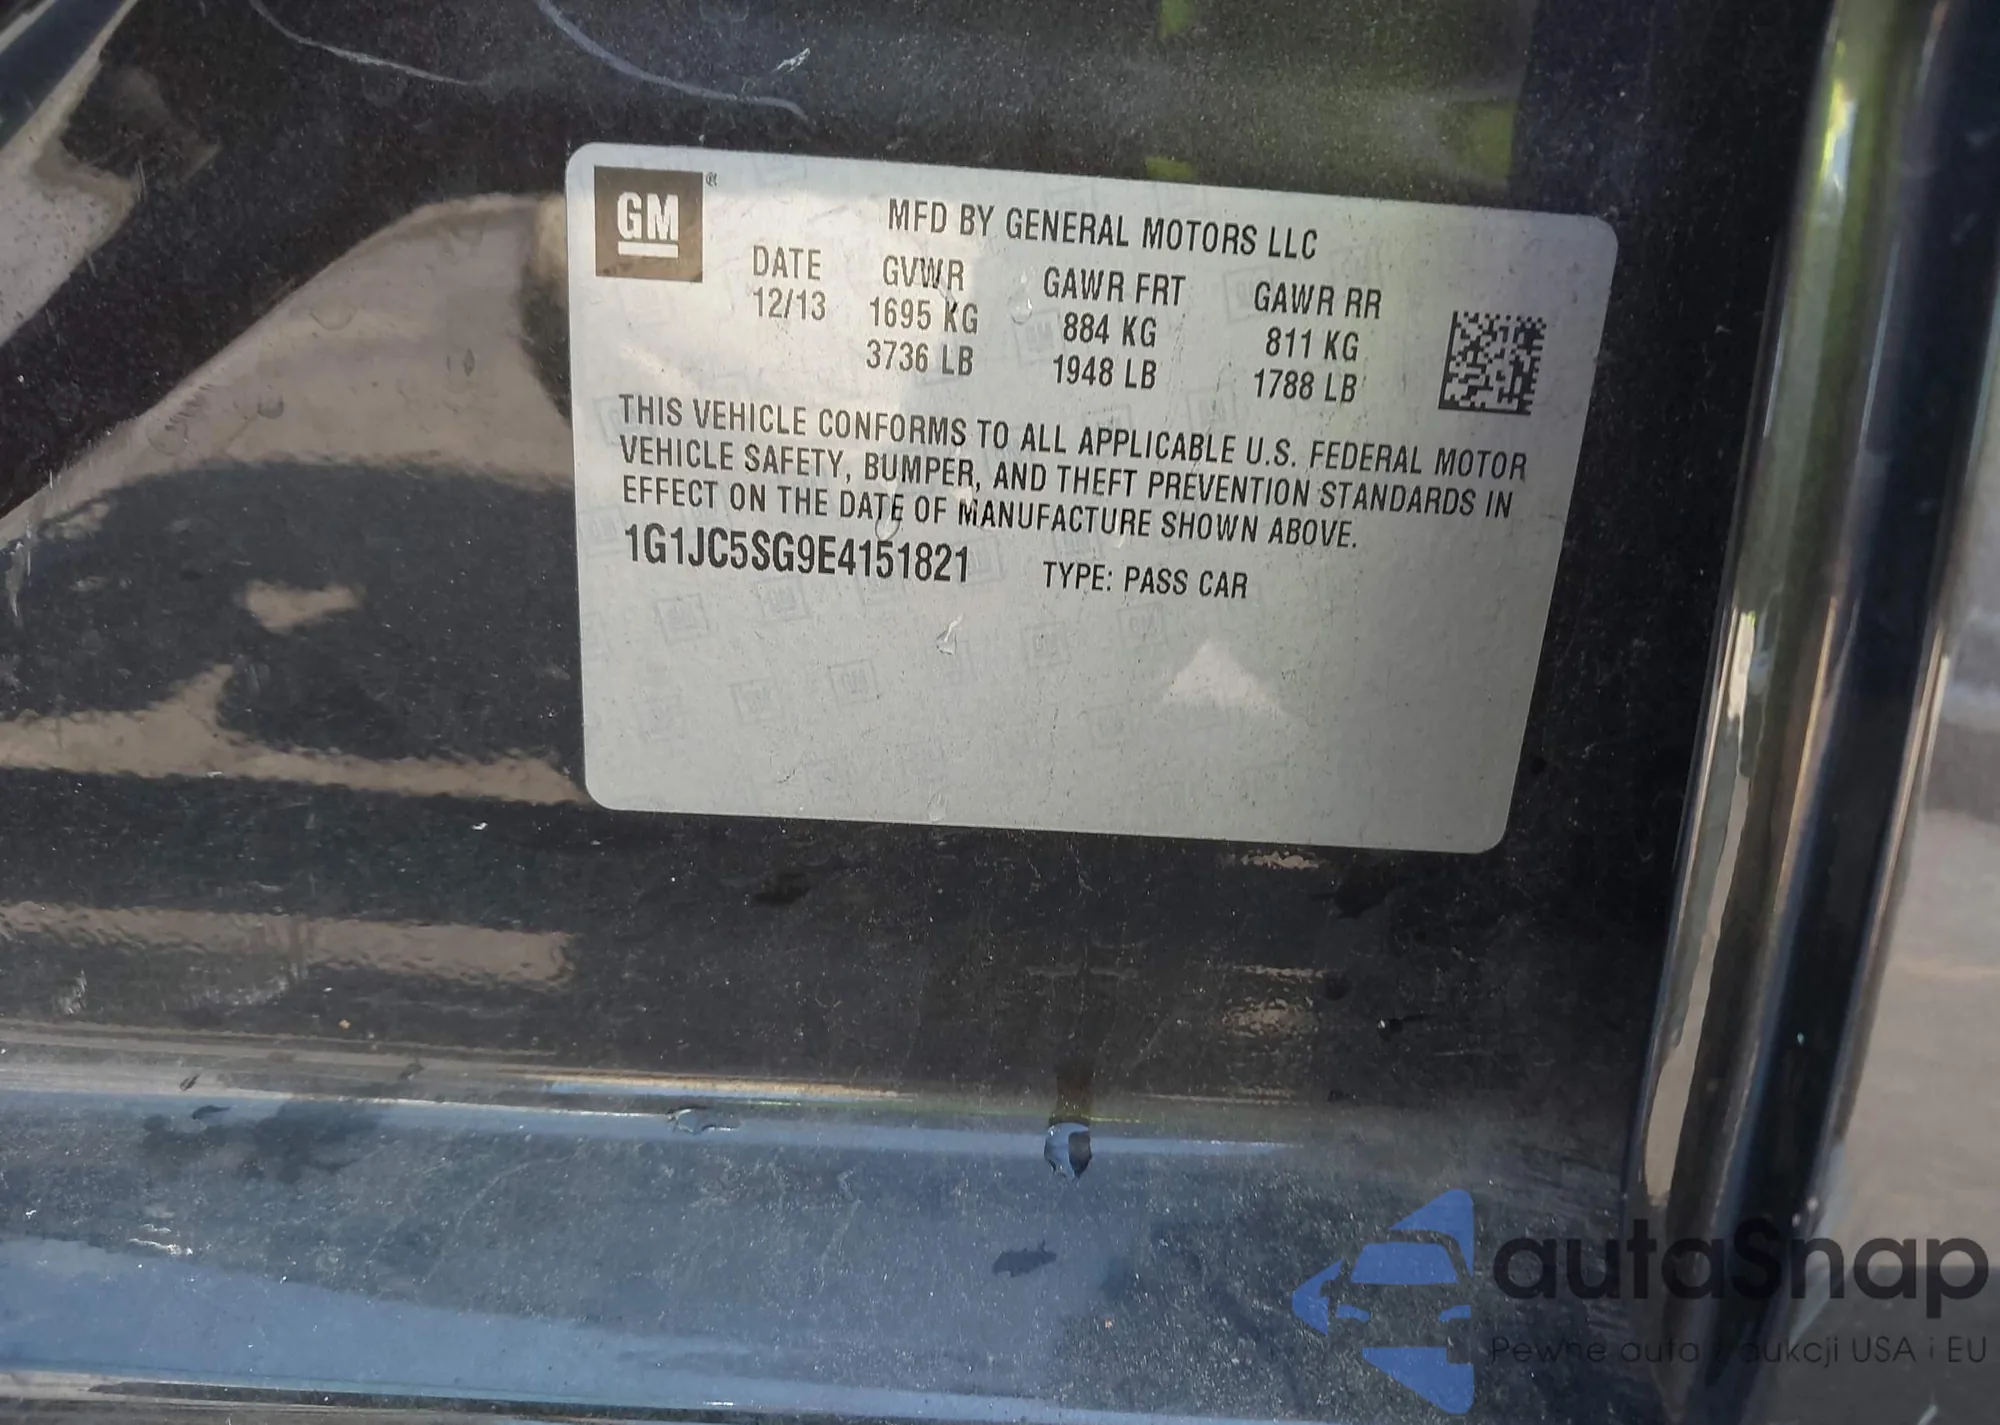 GM
MFD BY GENERAL MOTORS LLC
DATE GVWR GAWR FRT GAWR RR
12/13 1695 KG 884 KG 811 KG
3736 LB 1948 LB 1788 LB
THIS VEHICLE CONFORMS TO ALL APPLICABLE U.S. FEDERAL MOTOR
VEHICLE SAFETY, BUMPER, AND THEFT PREVENTION STANDARDS IN
EFFECT ON THE DATE OF MANUFACTURE SHOWN ABOVE.
1G1JC5SG9E4151821 TYPE: PASS CAR
autaSnap
Pewne auta z aukcji USA i EU